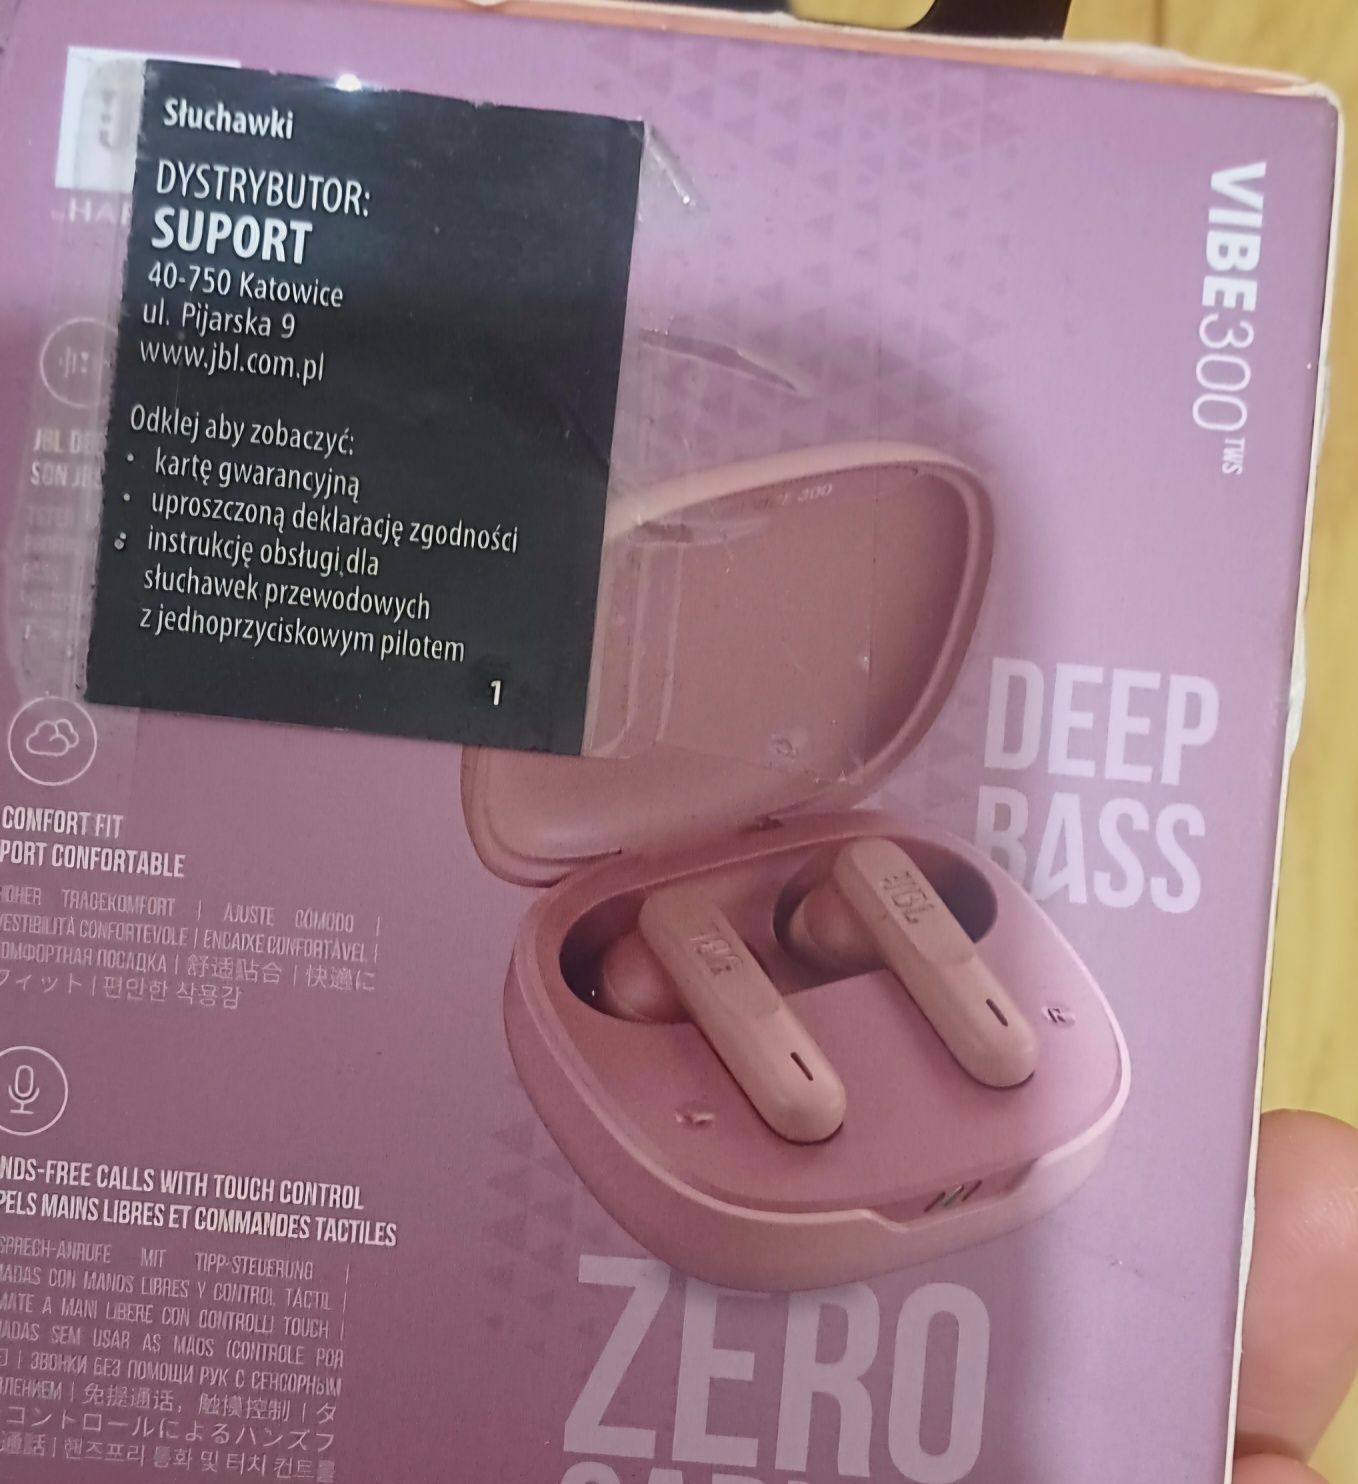 Słuchawki
DYSTRYBUTOR:
SUPORT
40-750 Katowice
ul. Pijarska 9
www.jbl.com.pl
Odklej aby zobaczyć:
• kartę gwarancyjną
• uproszczoną deklarację zgodności
• instrukcję obsługi dla
słuchawek przewodowych
z jednoprzyciskowym pilotem
1
VIBE300TWS
300
DEEP
BASS
JBL
JBL
R
COMFORT FIT
PORT CONFORTABLE
TRAGEKOMFORT | AJUSTE CÓMODO |
VESTIBILITÀ CONFORTEVOLE | ENCAIXE CONFORTÁVEL |
ОМФОРТНАЯ ПОСАДКА | 舒适贴合 | 快適に
フィット | 편안한 착용감
NDS-FREE CALLS WITH TOUCH CONTROL
PELS MAINS LIBRES ET COMMANDES TACTILES
SPRECH-ANRUFE MIT TIPP-STEUERUNG |
MADAS CON MANOS LIBRES Y CONTROL TÁCTIL |
MATE A MANI LIBERE CON CONTROLLI TOUCH |
MADAS SEM USAR AS MÃOS (CONTROLE POR
| ЗВОНКИ БЕЗ ПОМОЩИ РУК С СЕНСОРНЫМ
ВЛЕНИЕМ | 免提通话，触摸控制 | タ
コントロールによるハンズフ
通話 | 핸즈프리 통화 및 터치 컨트롤
ZERO